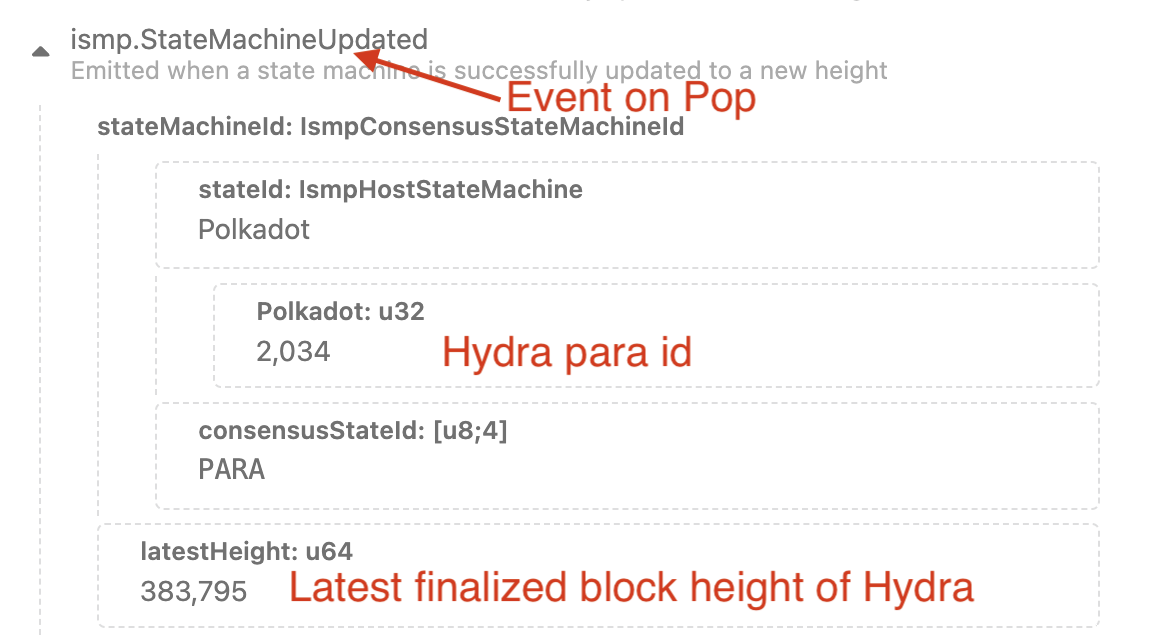 ismp.StateMachineUpdated
Emitted when a state machine is successfully updated to a new height
Event on Pop
stateMachineId: IsmpConsensusStateMachineId
stateId: IsmpHostStateMachine
Polkadot
Polkadot: u32
2,034
Hydra para id
consensusStateId: [u8;4]
PARA
latestHeight: u64
383,795
Latest finalized block height of Hydra